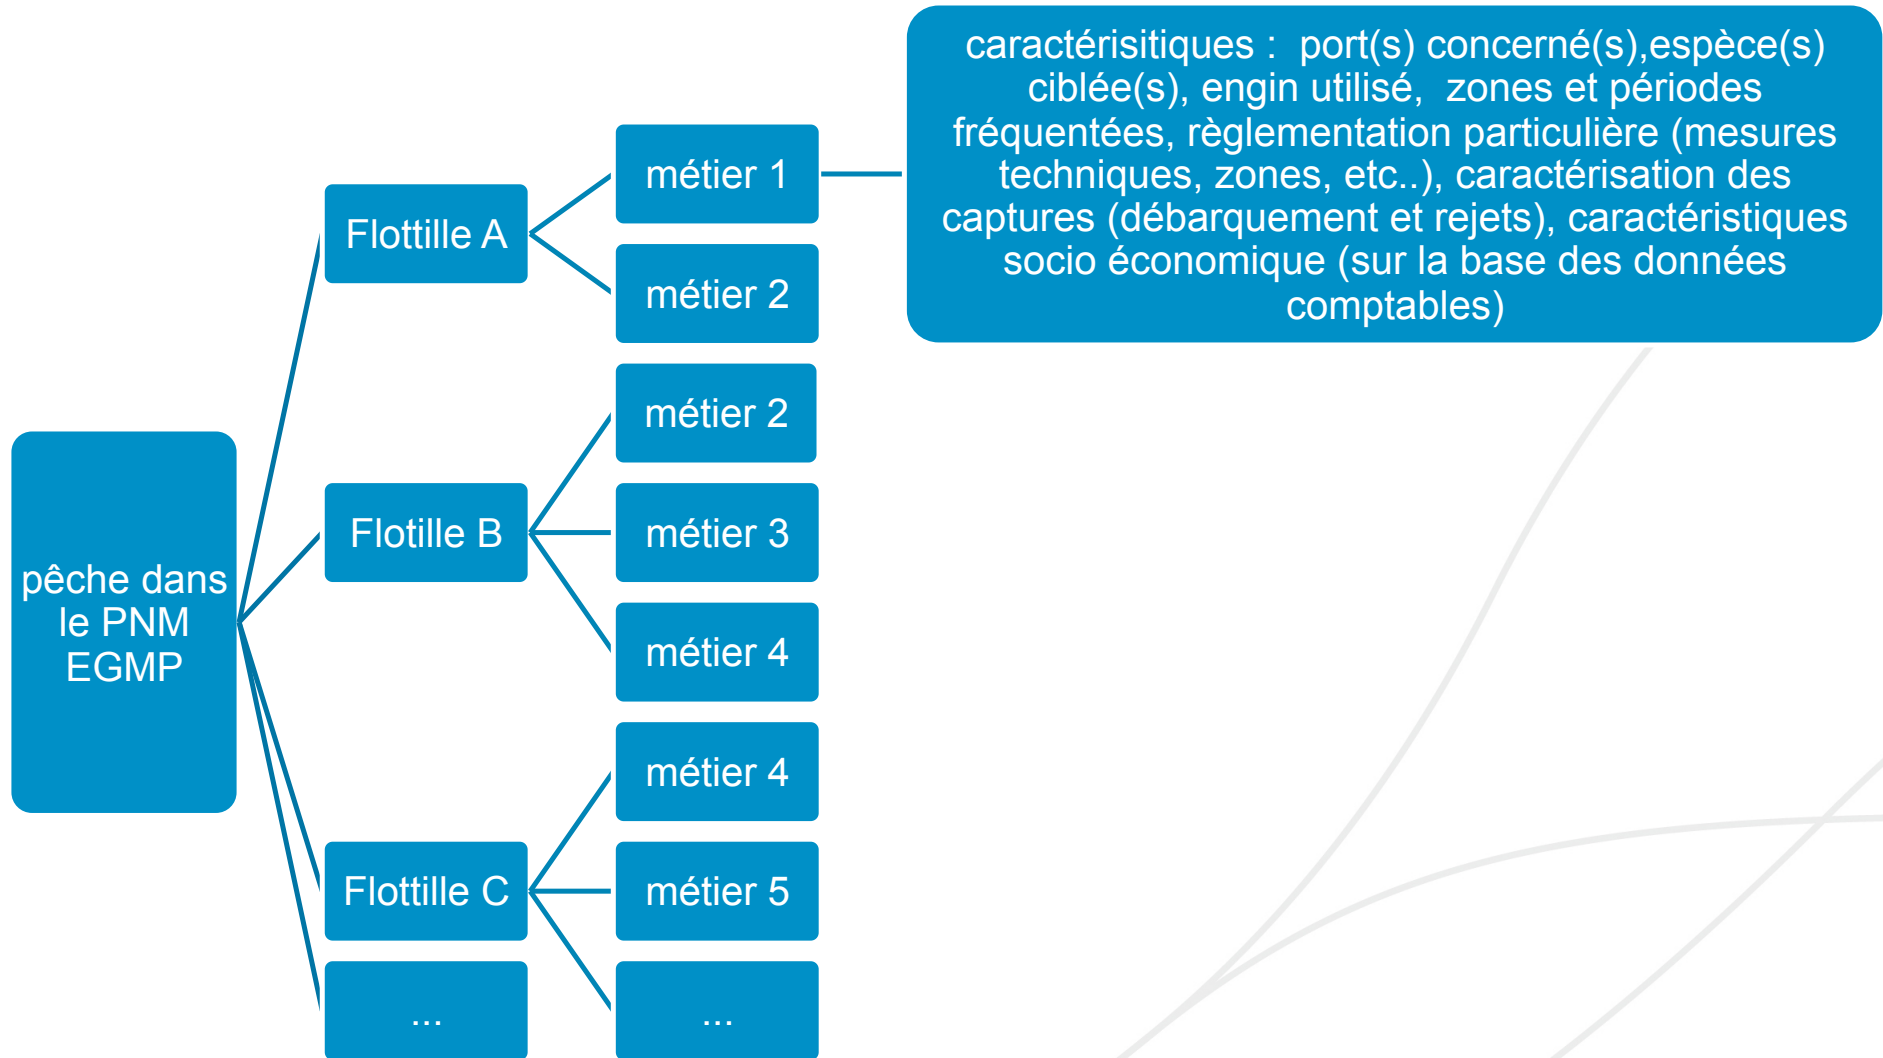 caractérisitiques :  port(s) concerné(s),espèce(s)
ciblée(s), engin utilisé,  zones et périodes
fréquentées, règlementation particulière (mesures
techniques, zones, etc..), caractérisation des
captures (débarquement et rejets), caractéristiques
socio économique (sur la base des données
comptables)
métier 1
Flottille A
métier 2
métier 2
Flotille B
métier 3
pêche dans
le PNM
EGMP
métier 4
métier 4
Flottille C
métier 5
...
...